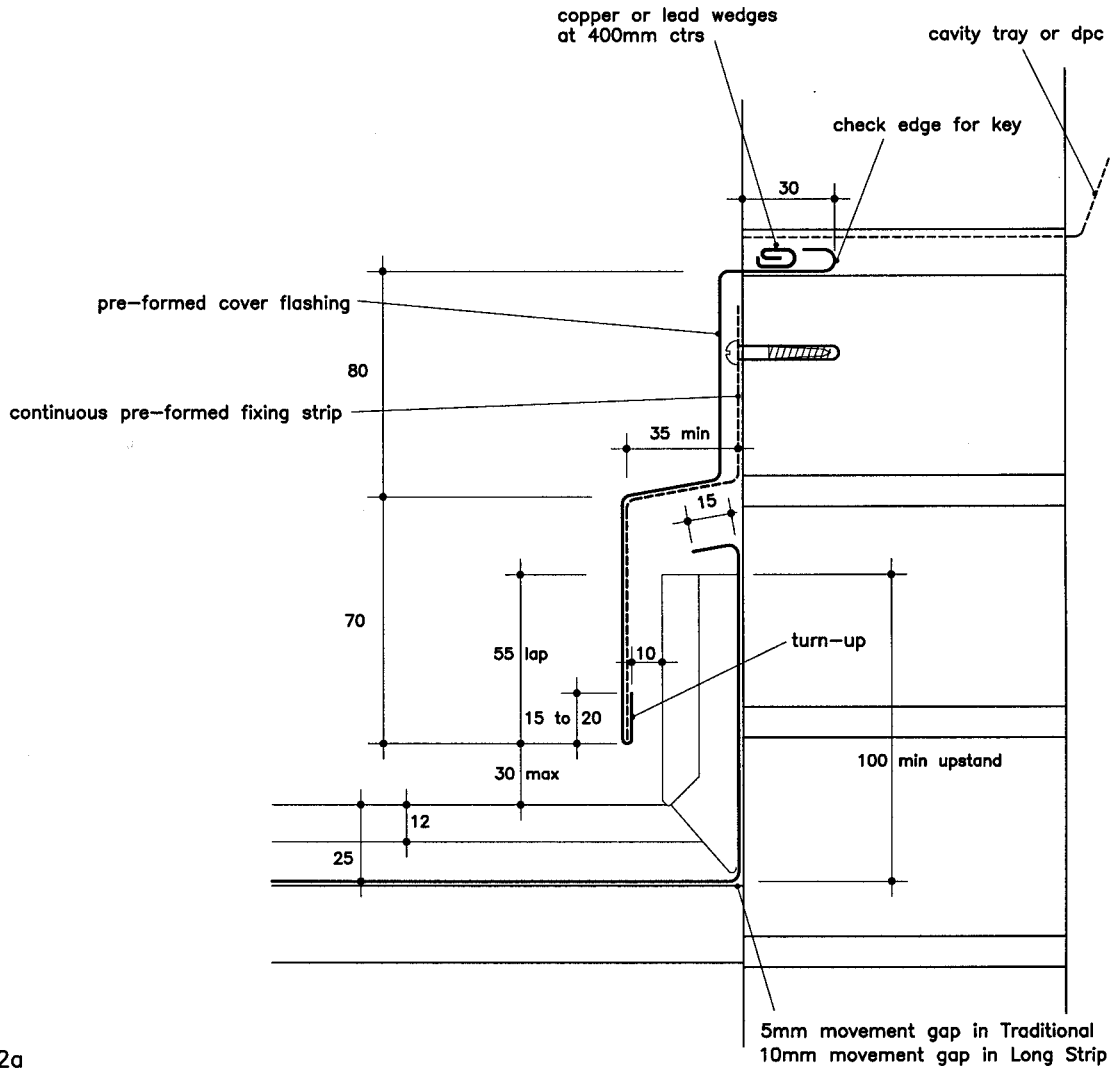 copper or lead wedges
at 400mm ctrs
cavity tray or dpc
check edge for key
30
pre-formed cover flashing
80
continuous pre-formed fixing strip
35 min
15
70
55 lap
10
turn-up
15 to 20
30 max
100 min upstand
12
25
5mm movement gap in Traditional
10mm movement gap in Long Strip
2a